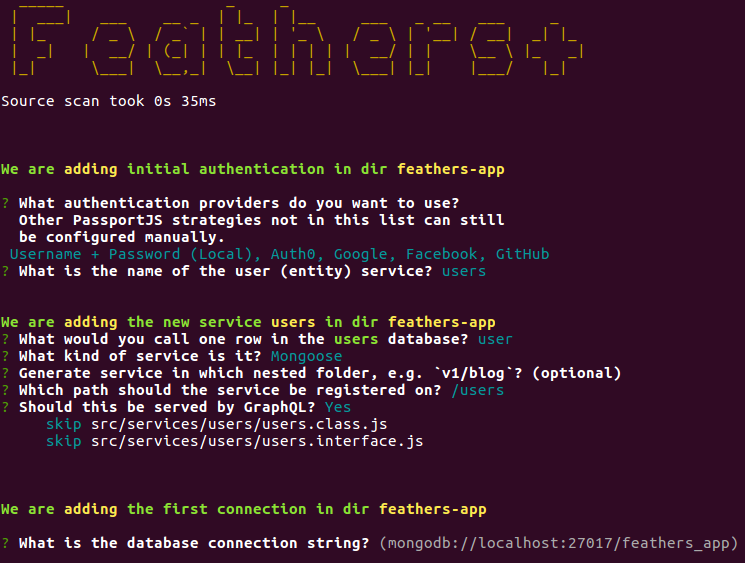 Feathers+
Source scan took 0s 35ms
We are adding initial authentication in dir feathers-app
? What authentication providers do you want to use?
Other PassportJS strategies not in this list can still
be configured manually.
Username + Password (Local), Auth0, Google, Facebook, GitHub
? What is the name of the user (entity) service? users
We are adding the new service users in dir feathers-app
? What would you call one row in the users database? user
? What kind of service is it? Mongoose
? Generate service in which nested folder, e.g. `v1/blog`? (optional)
? Which path should the service be registered on? /users
? Should this be served by GraphQL? Yes
skip src/services/users/users.class.js
skip src/services/users/users.interface.js
We are adding the first connection in dir feathers-app
? What is the database connection string? (mongodb://localhost:27017/feathers_app)